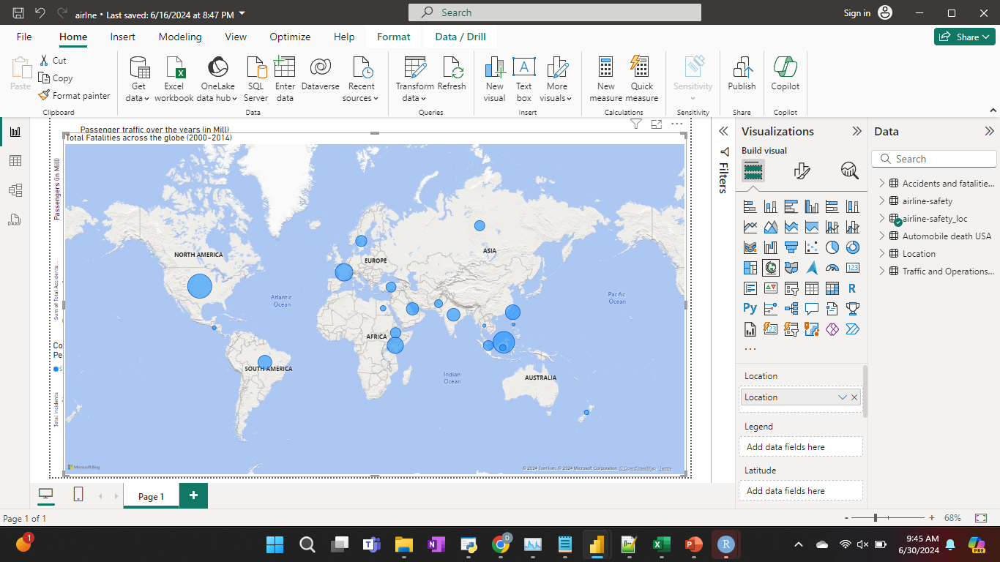 airlne • Last saved: 6/16/2024 at 8:47 PM
Search
Sign in
File Home Insert Modeling View Optimize Help Format Data / Drill
Share
Paste
Cut
Copy
Format painter
Clipboard
Get data
Excel workbook
OneLake data hub
SQL Server
Enter data
Dataverse
Recent sources
Data
Transform data
Refresh
Queries
New visual
Text box
More visuals
Insert
New measure
Quick measure
Calculations
Sensitivity
Sensitivity
Publish
Share
Copilot
Copilot
Passenger traffic over the years (in Mill)
Total Fatalities across the globe (2000-2014)
Passengers (in Mill)
Sum of Total Accidents ...
Co
Pe
S
Total Incidents
NORTH AMERICA
EUROPE
ASIA
Atlantic
Ocean
Pacific
Ocean
AFRICA
SOUTH AMERICA
Indian
Ocean
AUSTRALIA
Microsoft Bing
© 2024 TomTom, © 2024 Microsoft Corporation, © OpenStreetMap Terms
Filters
Visualizations
Build visual
123
R
Py
123
...
Location
Location
Legend
Add data fields here
Latitude
Add data fields here
Data
Search
Accidents and fatalitie...
airline-safety
airline-safety_loc
Automobile death USA
Location
Traffic and Operations...
DAX
Page 1
+
Page 1 of 1
- + 68%
1
D
R
9:45 AM
6/30/2024
PRE